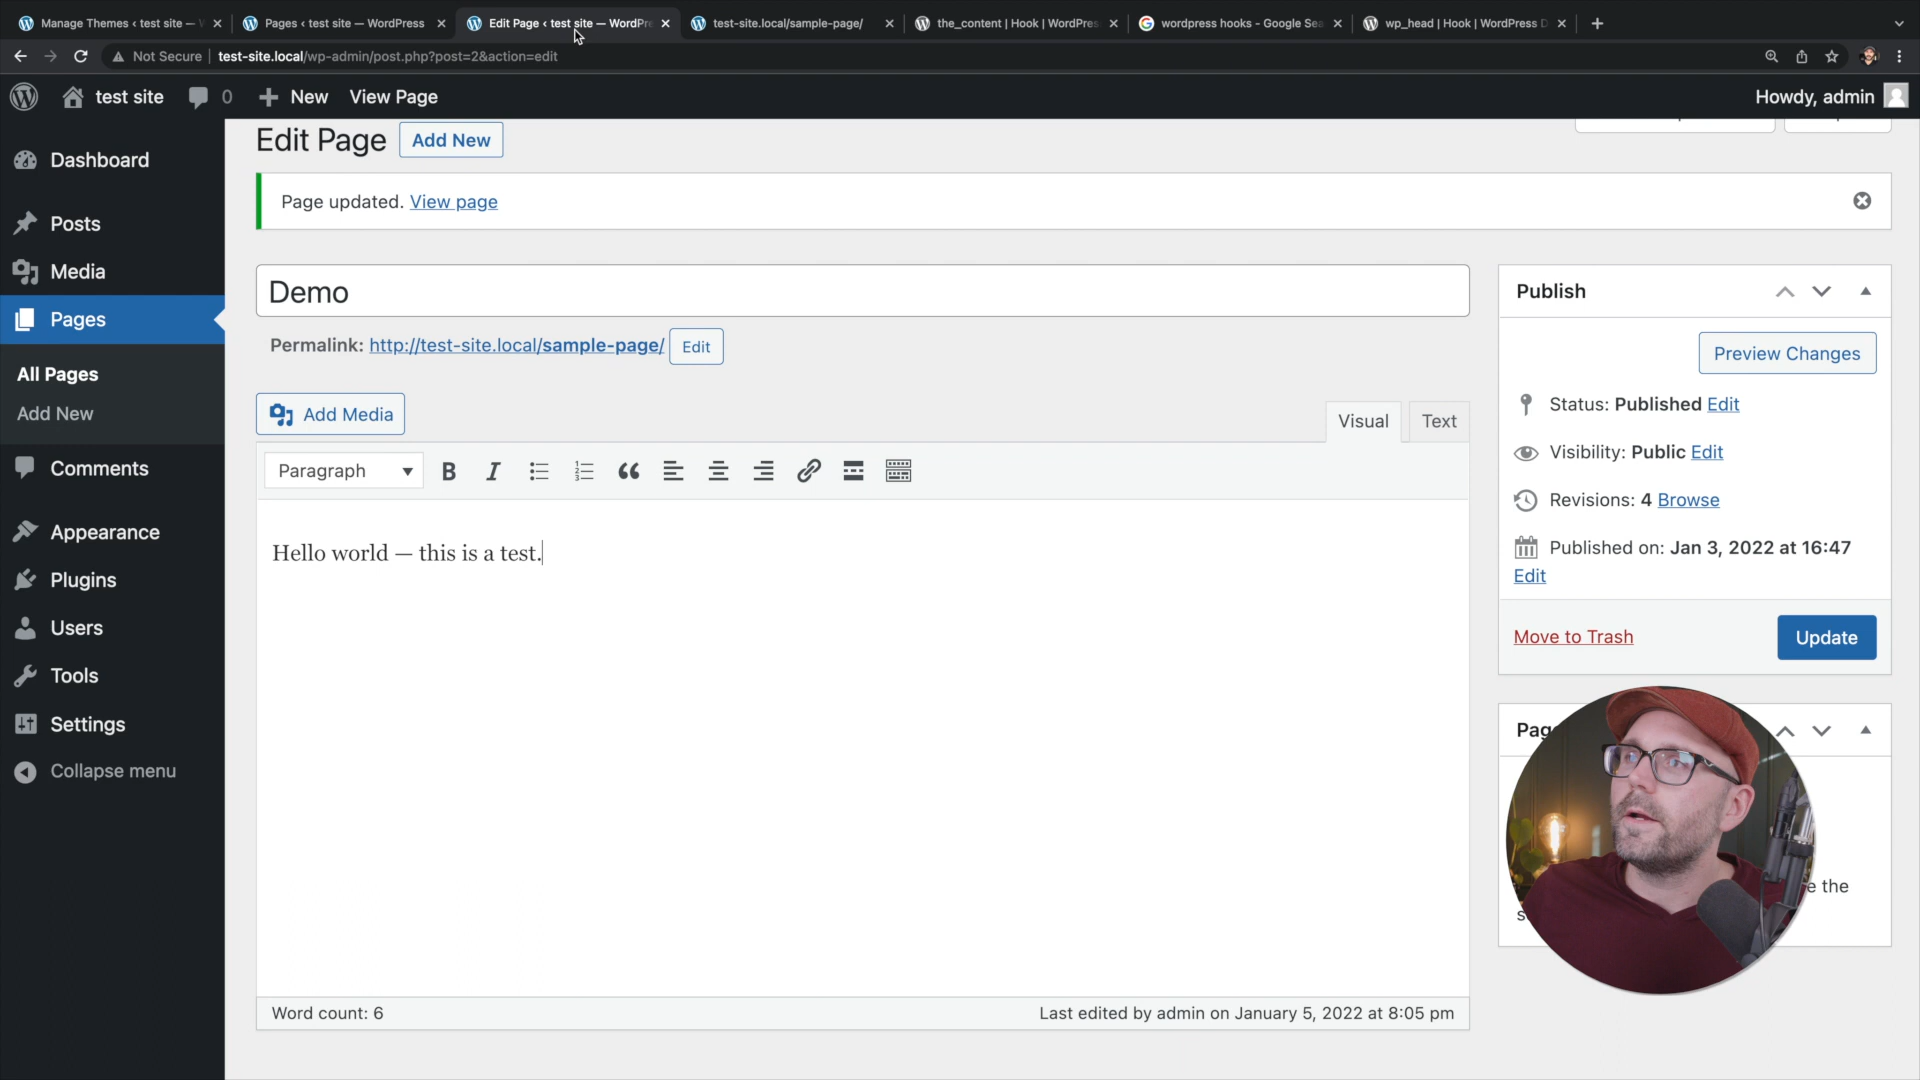 Manage Themes ‹ test site — W
Pages ‹ test site — WordPress
Edit Page ‹ test site — WordPre
test-site.local/sample-page/
the_content | Hook | WordPres
wordpress hooks - Google Sea
wp_head | Hook | WordPress D
Not Secure
test-site.local/wp-admin/post.php?post=2&action=edit
test site
0
New
View Page
Howdy, admin
Dashboard
Posts
Media
Pages
All Pages
Add New
Comments
Appearance
Plugins
Users
Tools
Settings
Collapse menu
Edit Page
Add New
Page updated. View page
Demo
Permalink: http://test-site.local/sample-page/ Edit
Add Media
Visual
Text
Paragraph
Hello world — this is a test.
Word count: 6
Last edited by admin on January 5, 2022 at 8:05 pm
Publish
Preview Changes
Status: Published Edit
Visibility: Public Edit
Revisions: 4 Browse
Published on: Jan 3, 2022 at 16:47
Edit
Move to Trash
Update
the